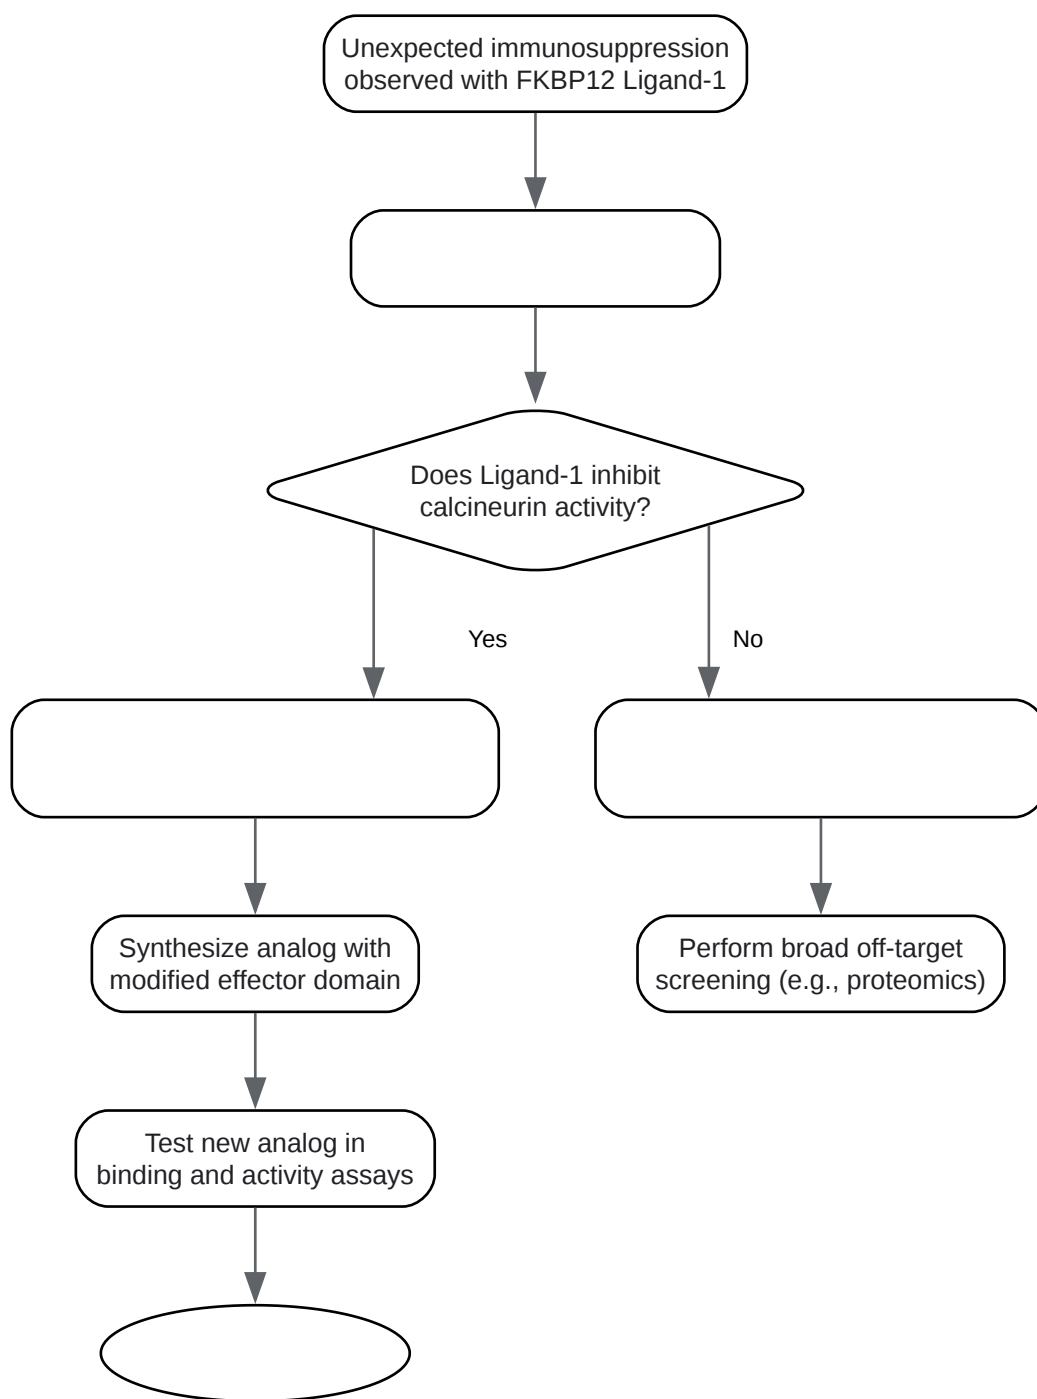 Unexpected immunosuppression
observed with FKBP12 Ligand-1
Does Ligand-1 inhibit
calcineurin activity?
Yes
No
Synthesize analog with
modified effector domain
Perform broad off-target
screening (e.g., proteomics)
Test new analog in
binding and activity assays